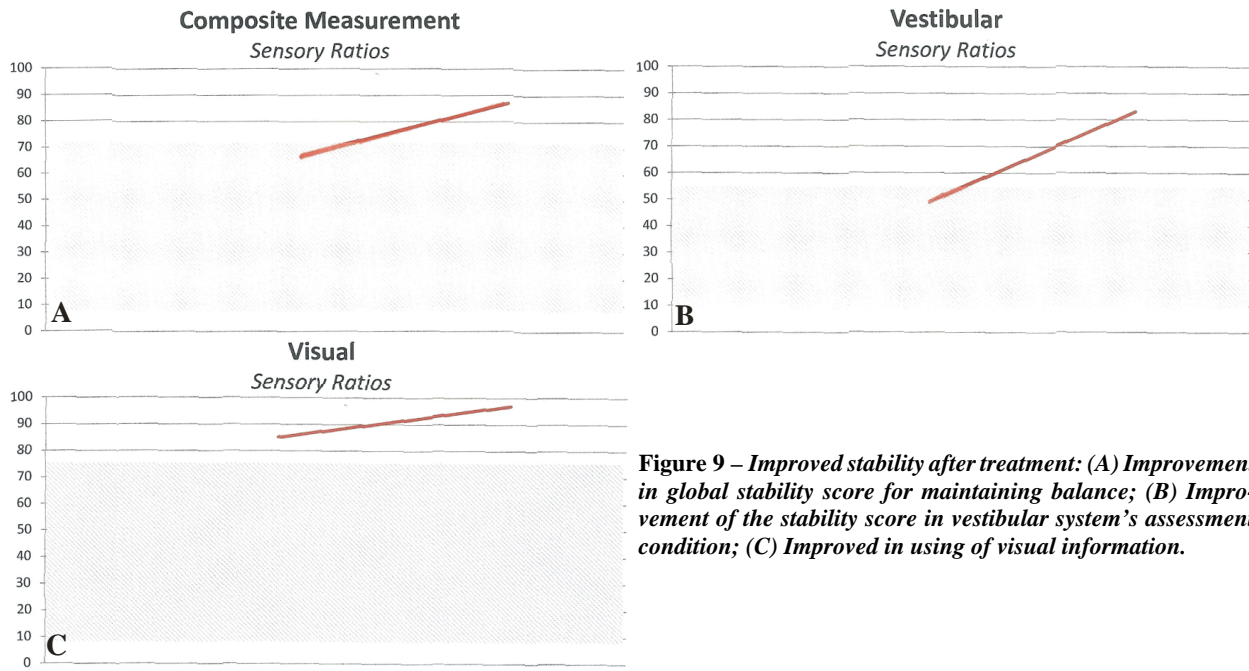 Composite Measurement
Sensory Ratios
100
90
80
70
60
50
40
30
20
10
0
A
Vestibular
Sensory Ratios
100
90
80
70
60
50
40
30
20
10
0
B
Visual
Sensory Ratios
100
90
80
70
60
50
40
30
20
10
0
C
Figure 9 – Improved stability after treatment: (A) Improvement
in global stability score for maintaining balance; (B) Impro-
vement of the stability score in vestibular system's assessment
condition; (C) Improved in using of visual information.